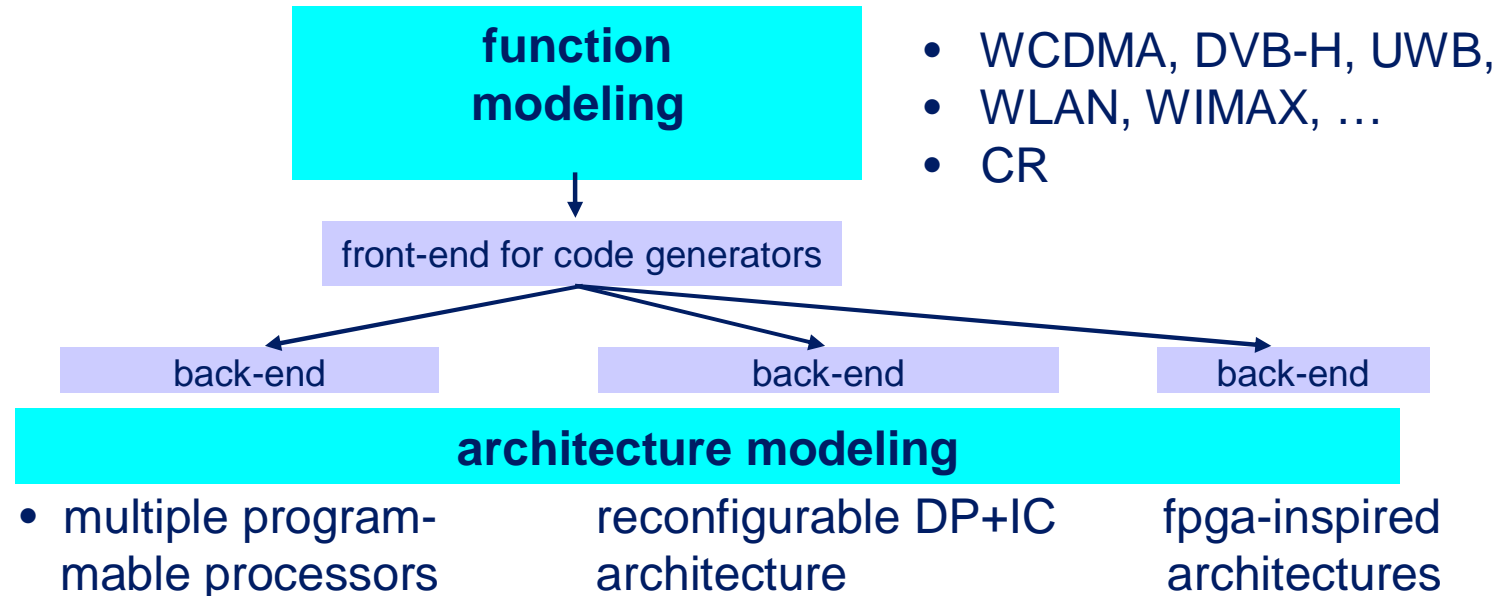 function
modeling
• WCDMA, DVB-H, UWB,
• WLAN, WIMAX, …
• CR
front-end for code generators
back-end
back-end
back-end
architecture modeling
• multiple program-
mable processors
reconfigurable DP+IC
architecture
fpga-inspired
architectures